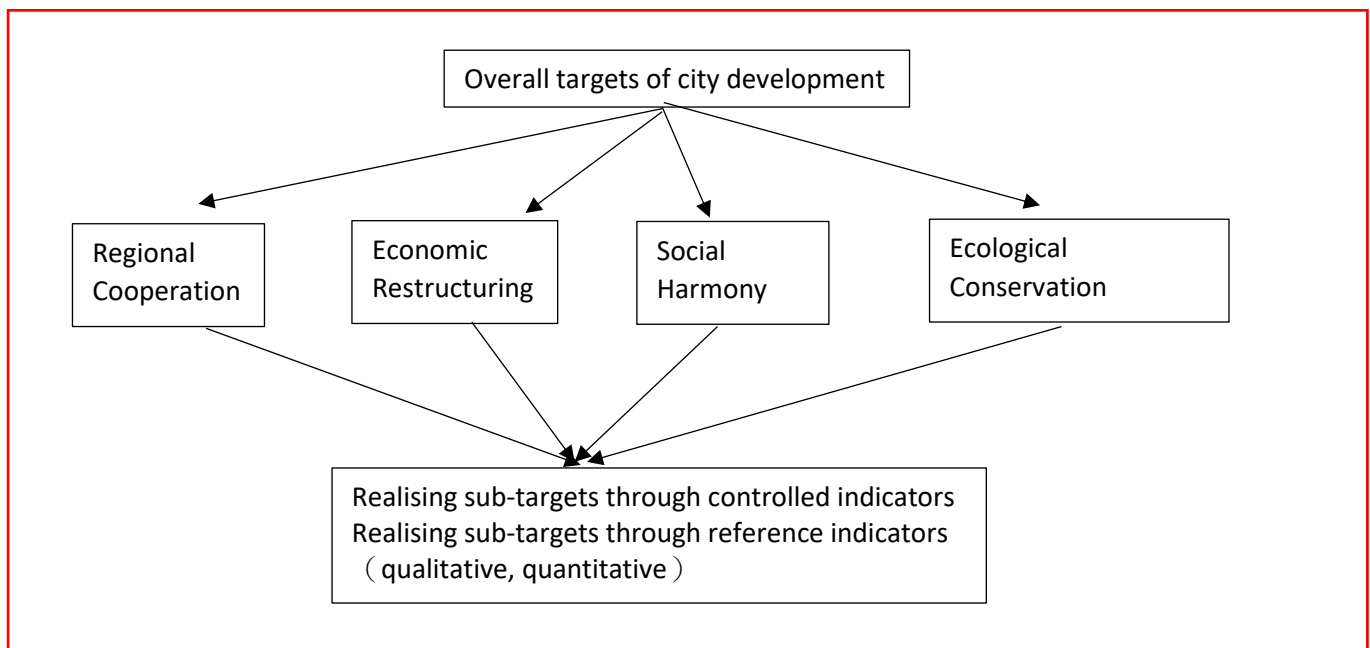 Overall targets of city development
Regional
Cooperation
Economic
Restructuring
Social
Harmony
Ecological
Conservation
Realising sub-targets through controlled indicators
Realising sub-targets through reference indicators
（qualitative, quantitative）